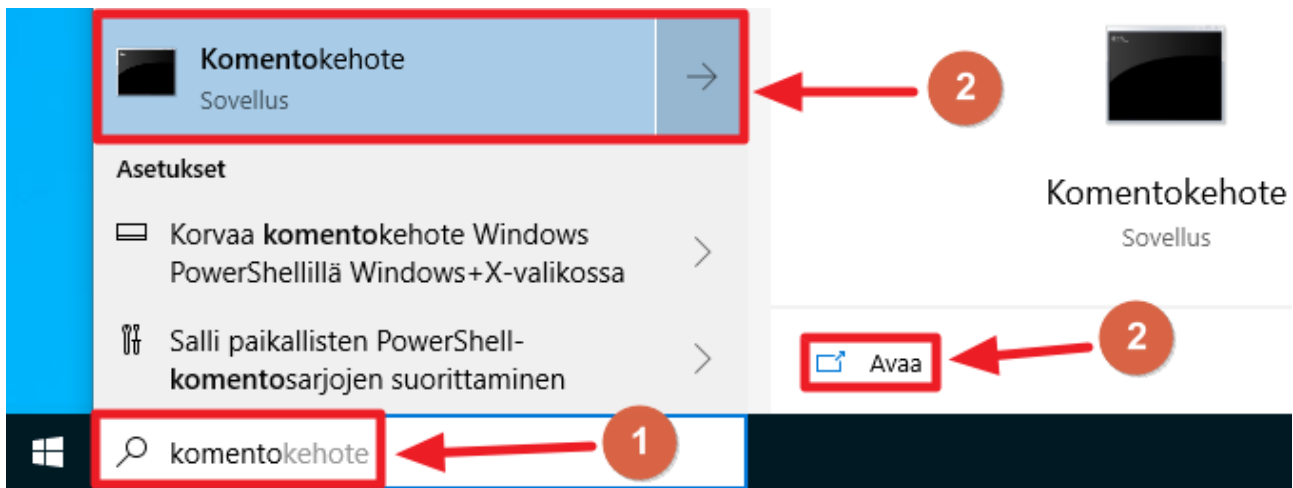 Komentokehote
Sovellus
2
Asetukset
Korvaa komentokehote Windows
PowerShellillä Windows+X-valikossa
Salli paikallisten PowerShell-
komentosarjojen suorittaminen
komentokehote
1
Komentokehote
Sovellus
Avaa
2